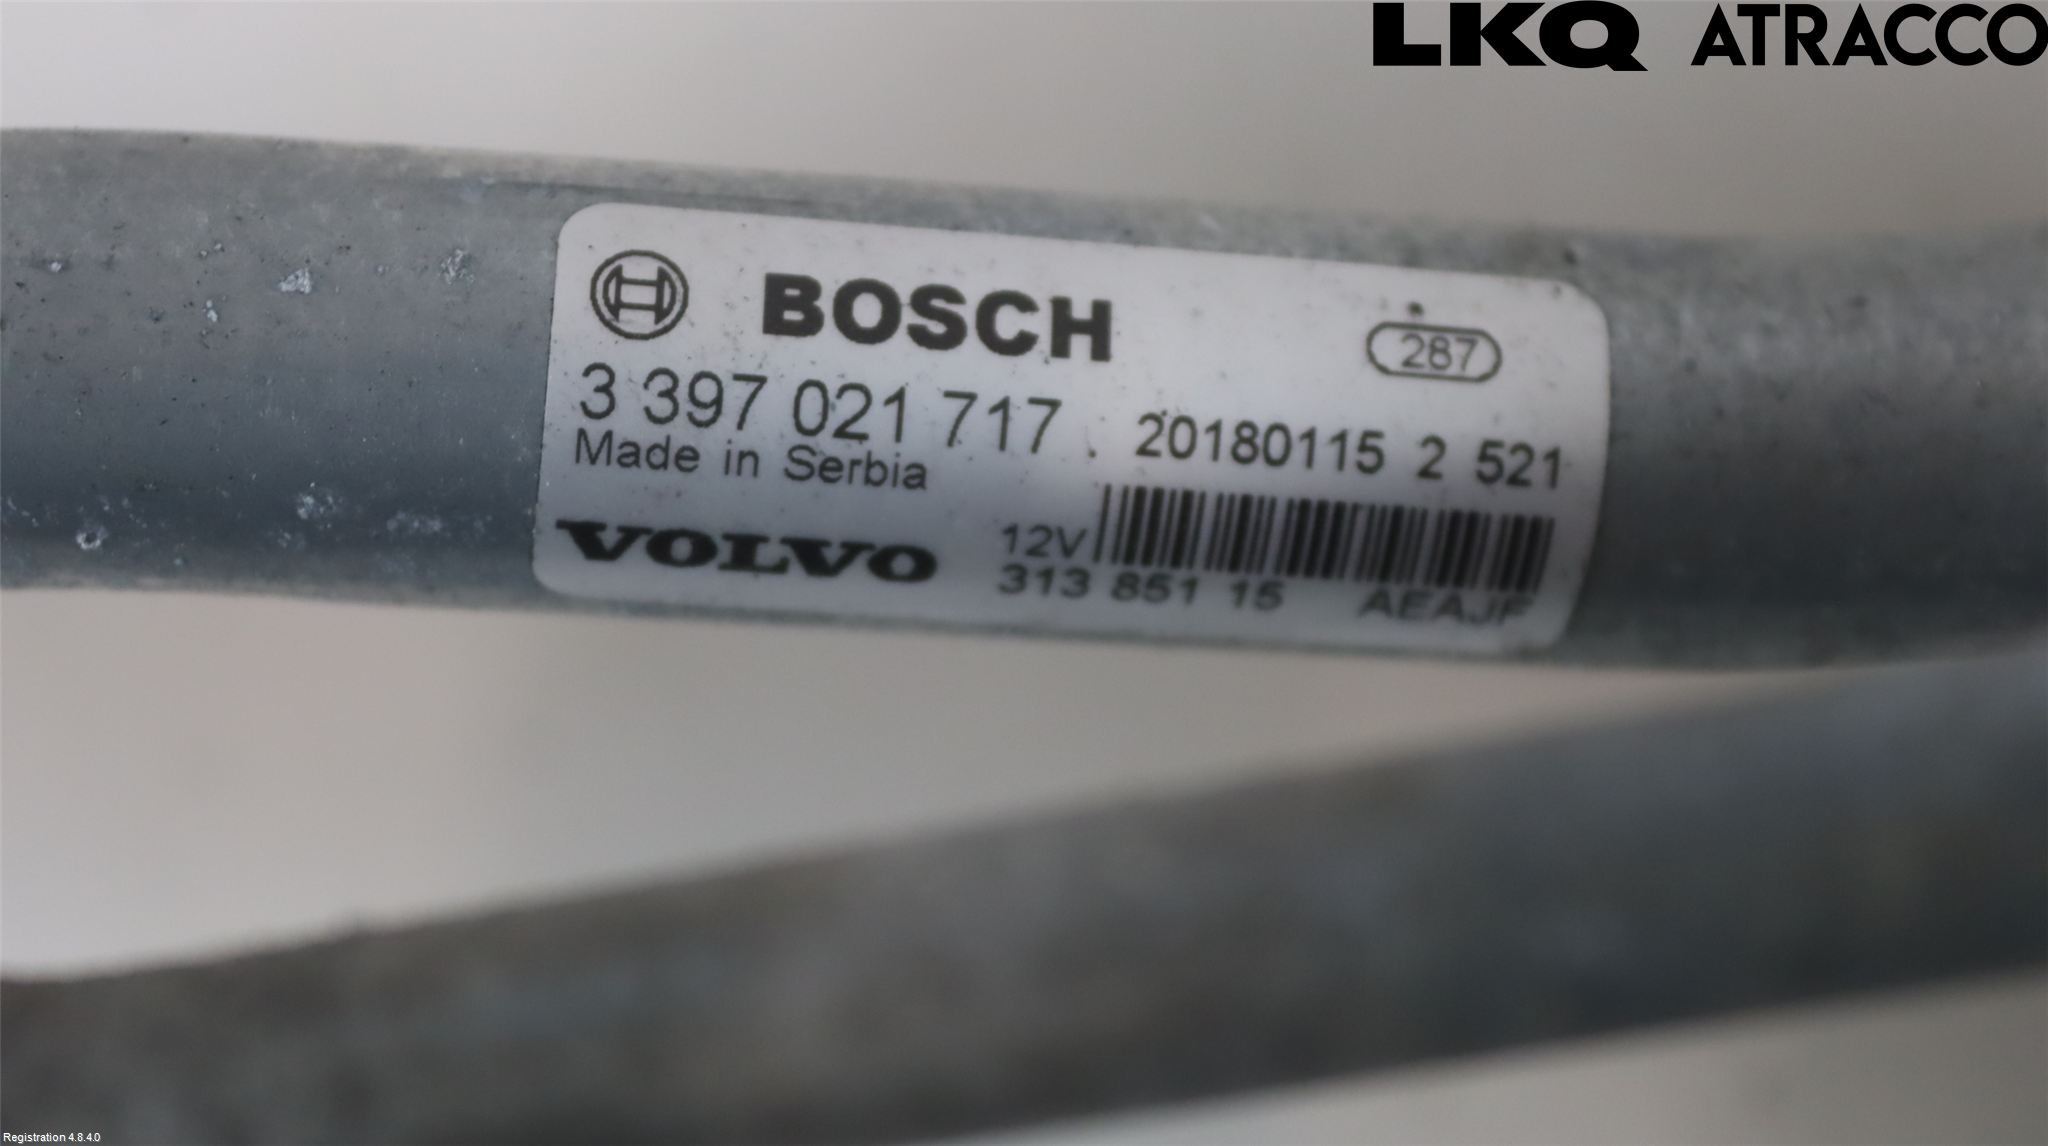 LKQ ATRACCO
BOSCH
287
3 397 021 717 . 20180115 2 521
Made in Serbia
VOLVO
12V
313 851 15 AEAJF
Registration 4.8.4.0